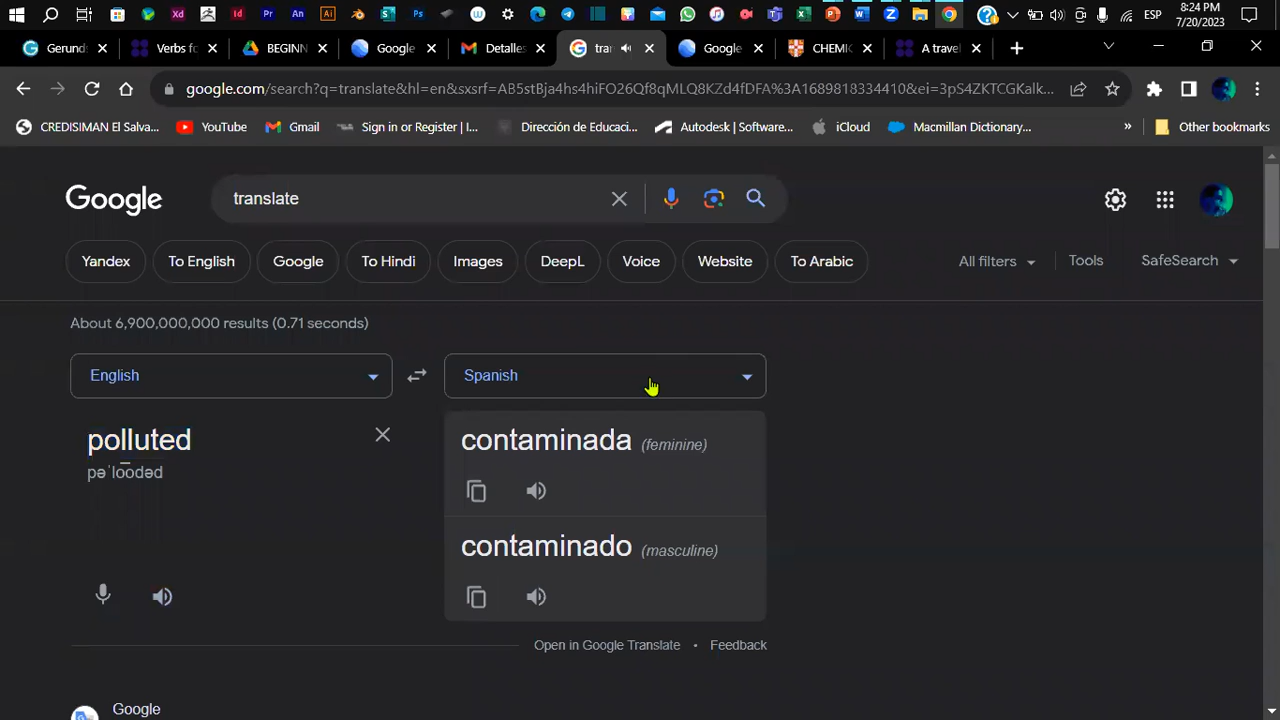 8:24 PM
ESP
7/20/2023
Gerund
Verbs fo
BEGINN
Google
Detalles
tran
Google
CHEMIC
A travel
google.com/search?q=translate&hl=en&sxsrf=AB5stBja4hs4hiFO26Qf8qMLQ8KZd4fDFA%3A1689818334410&ei=3pS4ZKTCGKalk...
CREDISIMAN El Salva...
YouTube
Gmail
Sign in or Register | I...
Dirección de Educaci...
Autodesk | Software...
iCloud
Macmillan Dictionary...
»
Other bookmarks
Google
translate
Yandex
To English
Google
To Hindi
Images
DeepL
Voice
Website
To Arabic
All filters
Tools
SafeSearch
About 6,900,000,000 results (0.71 seconds)
English
Spanish
polluted
pəˈlo͞odəd
contaminada (feminine)
contaminado (masculine)
Open in Google Translate • Feedback
Google